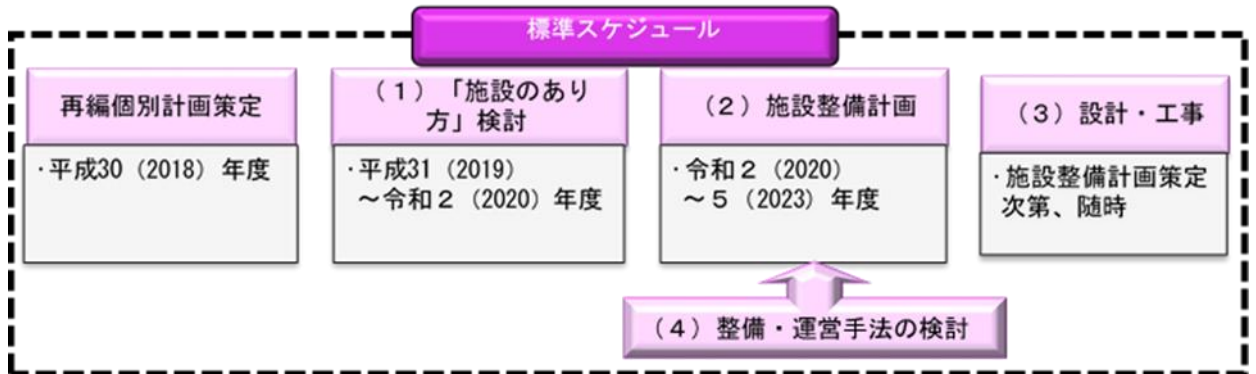 標準スケジュール
再編個別計画策定
・平成30（2018）年度
（１）「施設のあり
方」検討
・平成31（2019）
～令和２（2020）年度
（２）施設整備計画
・令和２（2020）
～５（2023）年度
（３）設計・工事
・施設整備計画策定
次第、随時
（４）整備・運営手法の検討